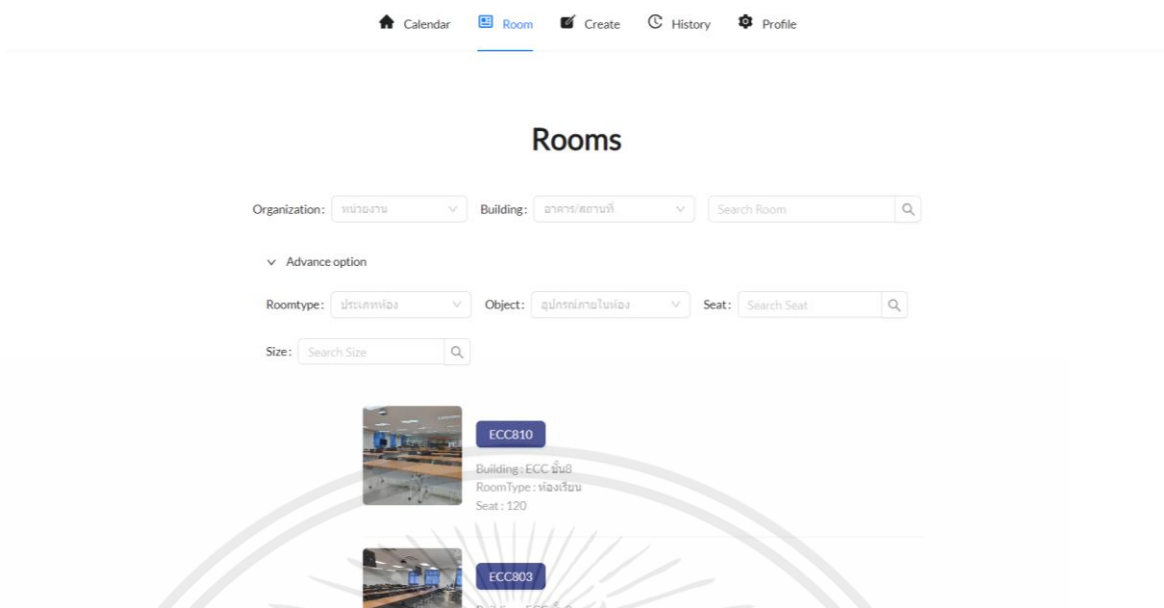 Calendar Room Create History Profile
Rooms
Organization: หน่วยงาน Building: อาคาร/สถานที่ Search Room
Advance option
Roomtype: ประเภทห้อง Object: อุปกรณ์ภายในห้อง Seat: Search Seat
Size: Search Size
ECC810
Building : ECC ชั้น8
RoomType : ห้องเรียน
Seat : 120
ECC803
Building : ECC